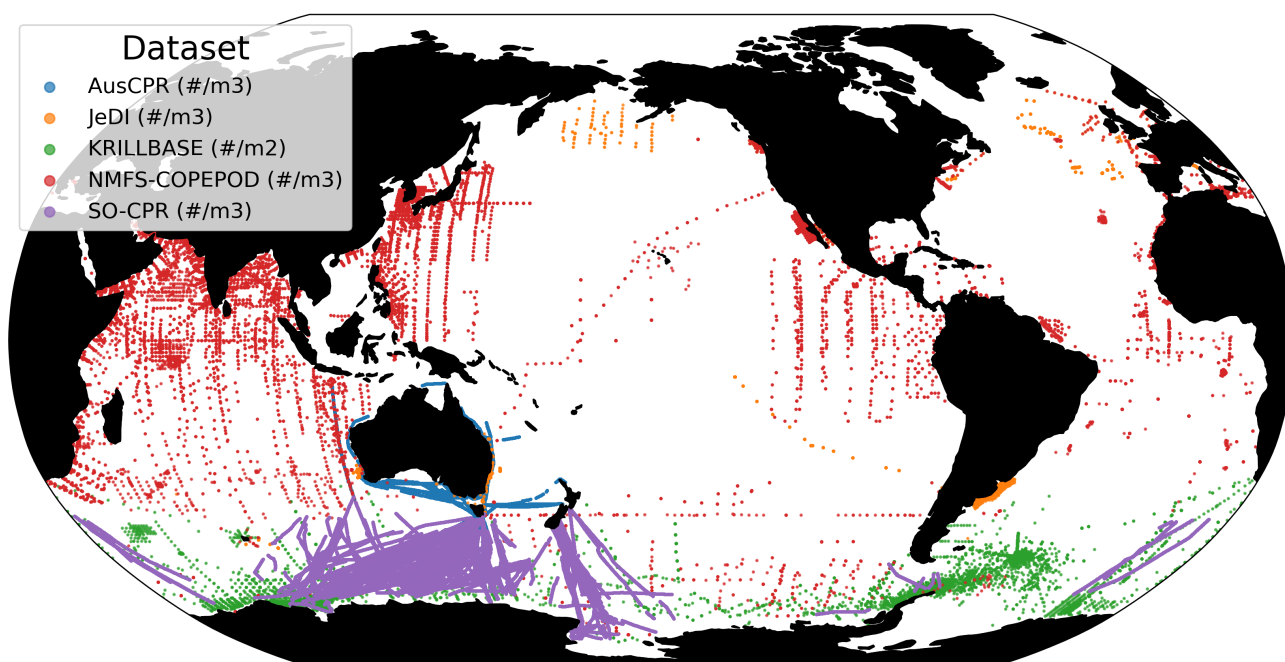 Dataset
AusCPR (#/m3)
JeDI (#/m3)
KRILLBASE (#/m2)
NMFS-COPEPOD (#/m3)
SO-CPR (#/m3)